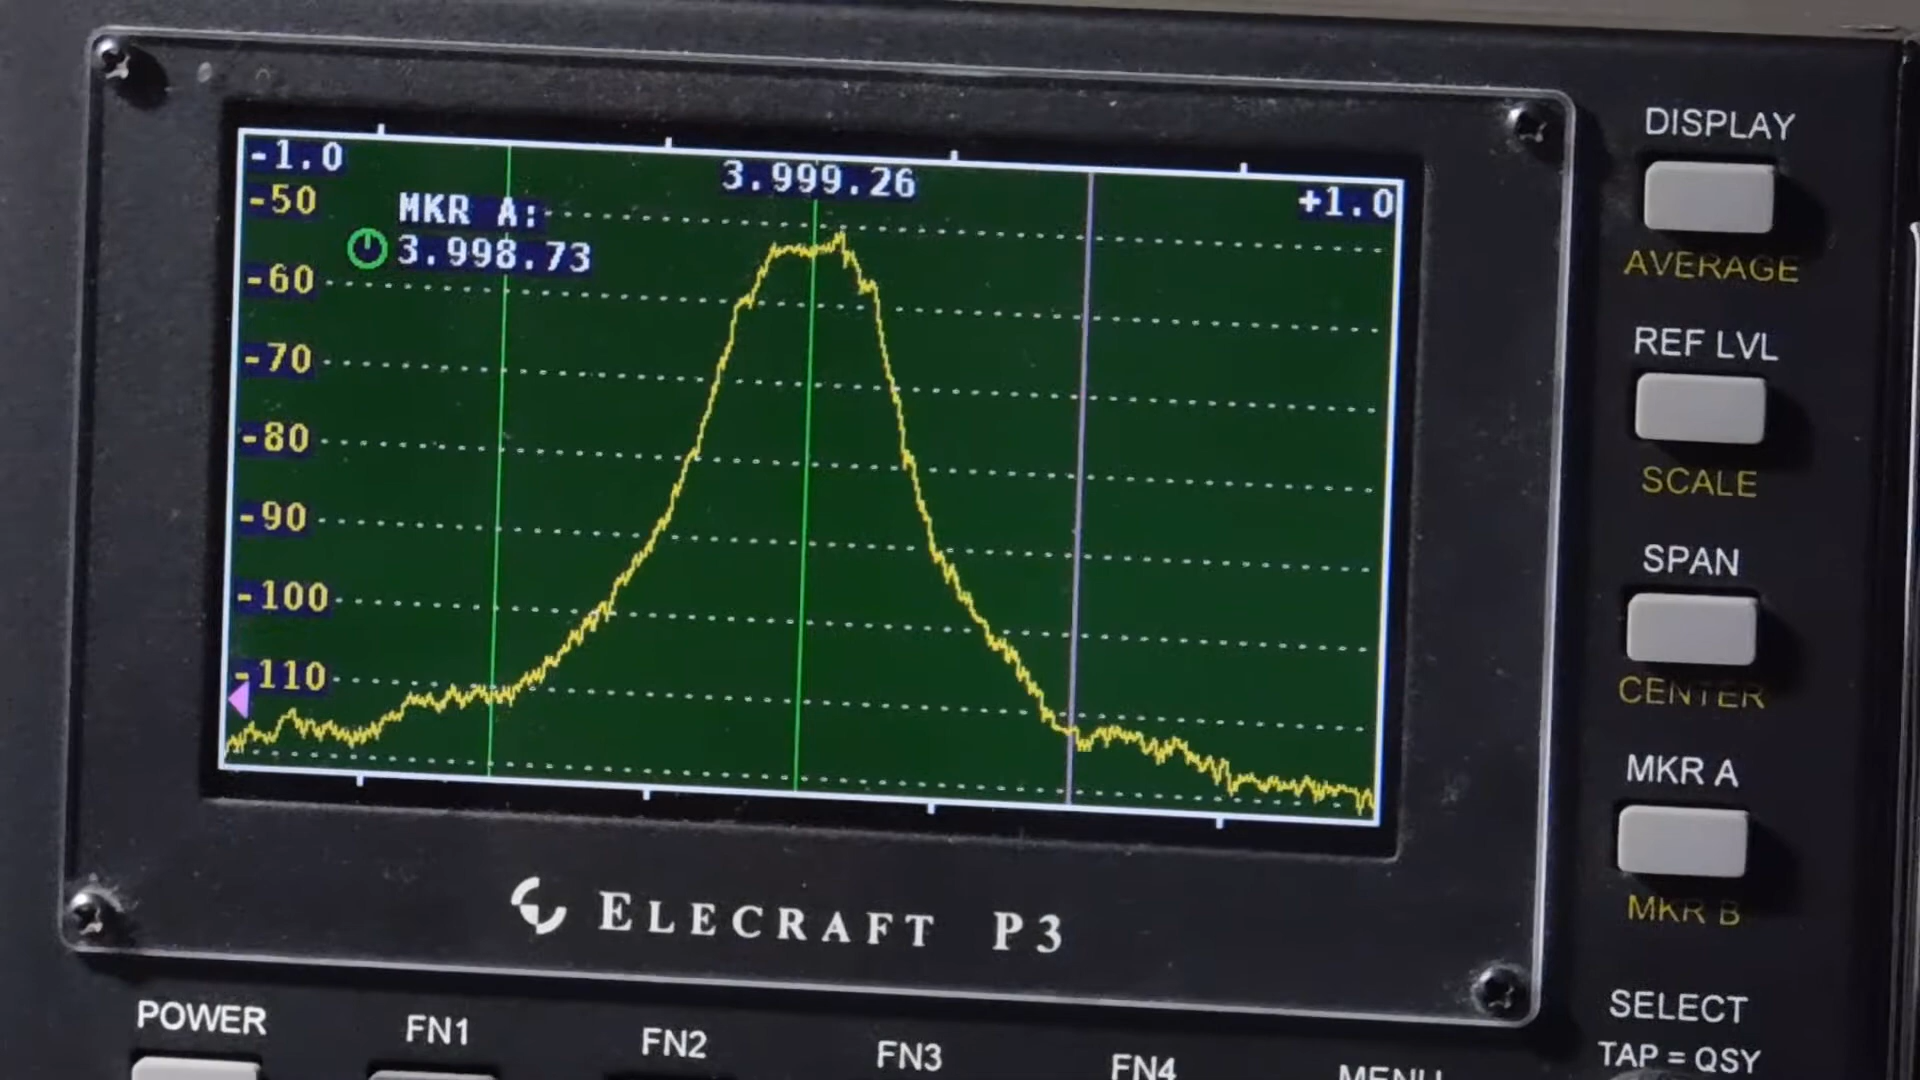 -1.0
3.999.26
+1.0
-50
MKR A:
3.998.73
-60
-70
-80
-90
-100
-110
ELECRAFT P3
DISPLAY
AVERAGE
REF LVL
SCALE
SPAN
CENTER
MKR A
MKR B
SELECT
TAP = QSY
POWER
FN1
FN2
FN3
FN4
MENU